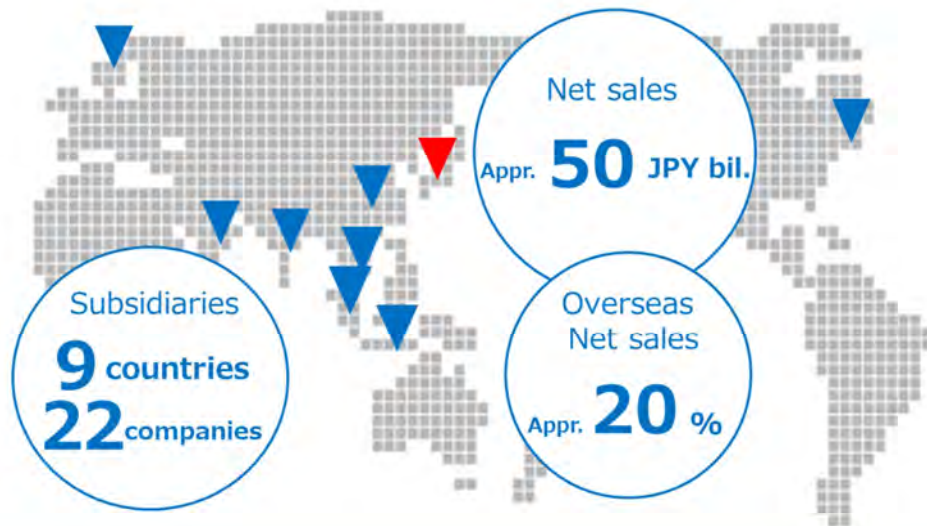 Net sales
Appr. 50 JPY bil.
Subsidiaries
9 countries
22 companies
Overseas
Net sales
Appr. 20 %